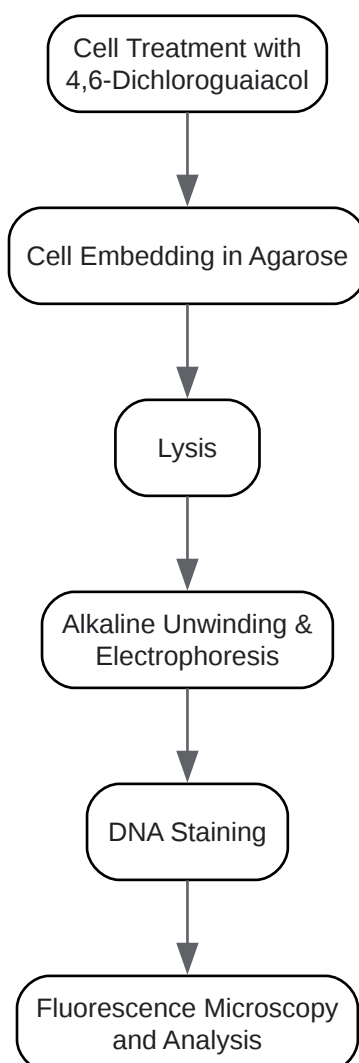 Cell Treatment with
4,6-Dichloroguaiacol
Cell Embedding in Agarose
Lysis
Alkaline Unwinding &
Electrophoresis
DNA Staining
Fluorescence Microscopy
and Analysis